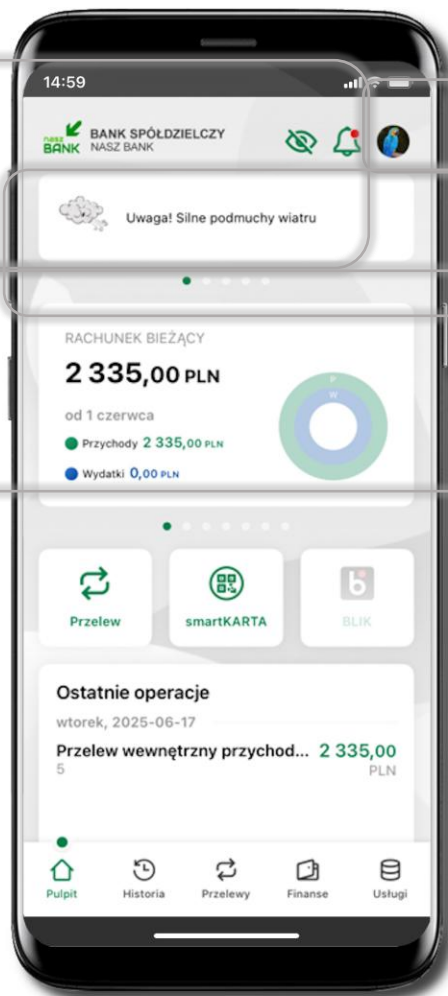 14:59
nasz
BANK
BANK SPÓŁDZIELCZY
NASZ BANK
Uwaga! Silne podmuchy wiatru
RACHUNEK BIEŻĄCY
2 335,00 PLN
od 1 czerwca
Przychody 2 335,00 PLN
Wydatki 0,00 PLN
P
W
Przelew
smartKARTA
b
BLIK
Ostatnie operacje
wtorek, 2025-06-17
Przelew wewnętrzny przychod... 2 335,00
5 PLN
Pulpit Historia Przelewy Finanse Usługi